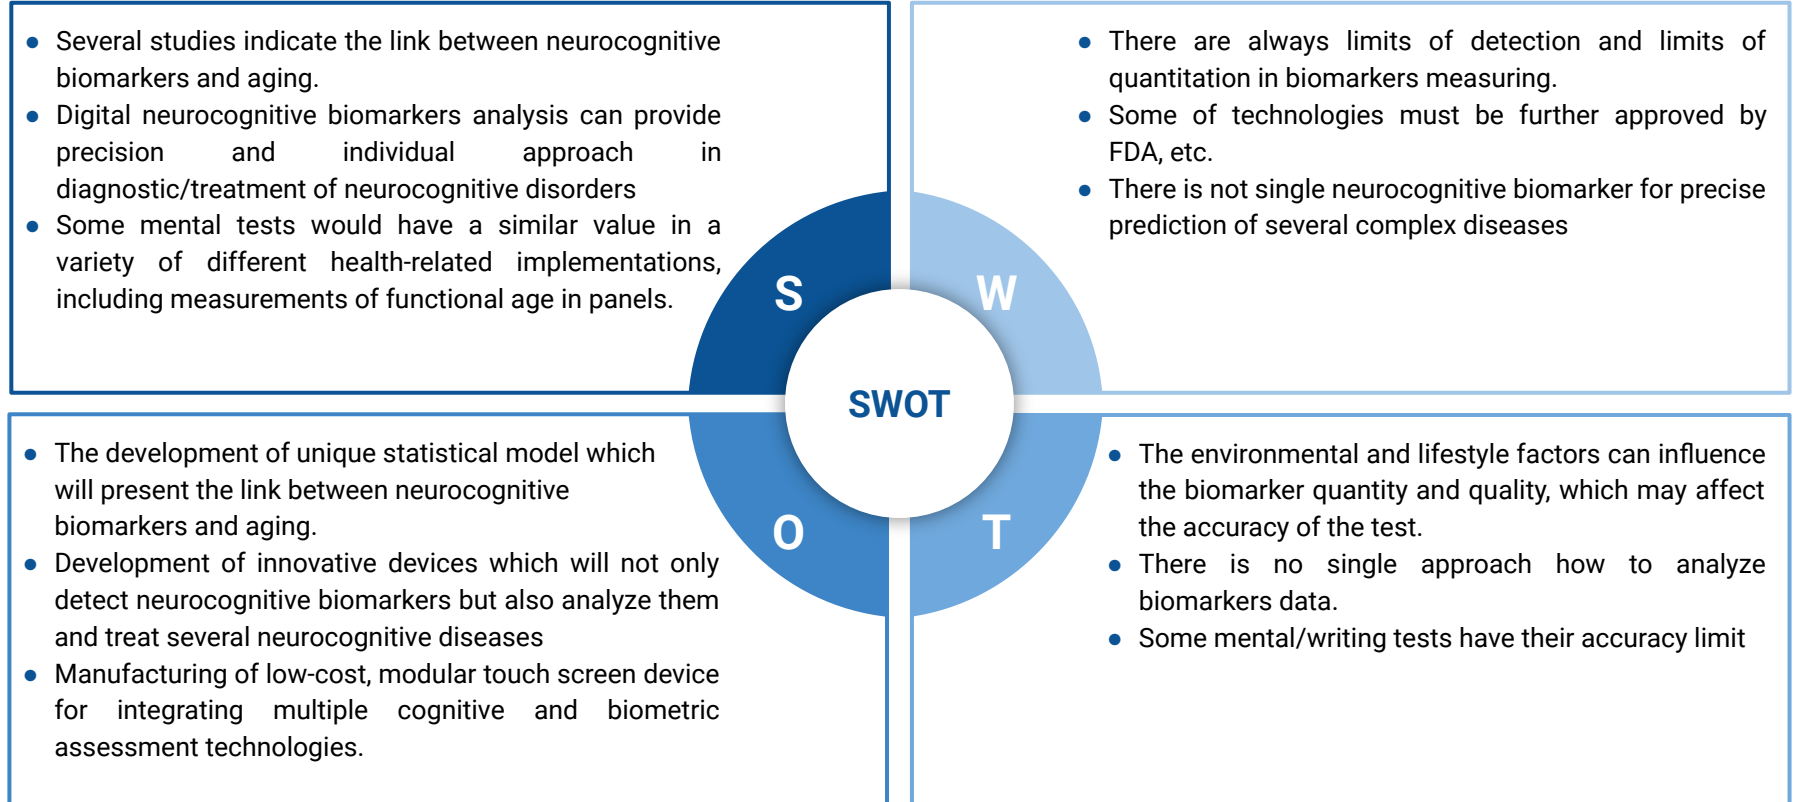 ● Several studies indicate the link between neurocognitive
biomarkers and aging.
● Digital neurocognitive biomarkers analysis can provide
precision and individual approach in
diagnostic/treatment of neurocognitive disorders
● Some mental tests would have a similar value in a
variety of different health-related implementations,
including measurements of functional age in panels.
S
● There are always limits of detection and limits of
quantitation in biomarkers measuring.
● Some of technologies must be further approved by
FDA, etc.
● There is not single neurocognitive biomarker for precise
prediction of several complex diseases
W
SWOT
● The development of unique statistical model which
will present the link between neurocognitive
biomarkers and aging.
● Development of innovative devices which will not only
detect neurocognitive biomarkers but also analyze them
and treat several neurocognitive diseases
● Manufacturing of low-cost, modular touch screen device
for integrating multiple cognitive and biometric
assessment technologies.
O
● The environmental and lifestyle factors can influence
the biomarker quantity and quality, which may affect
the accuracy of the test.
● There is no single approach how to analyze
biomarkers data.
● Some mental/writing tests have their accuracy limit
T